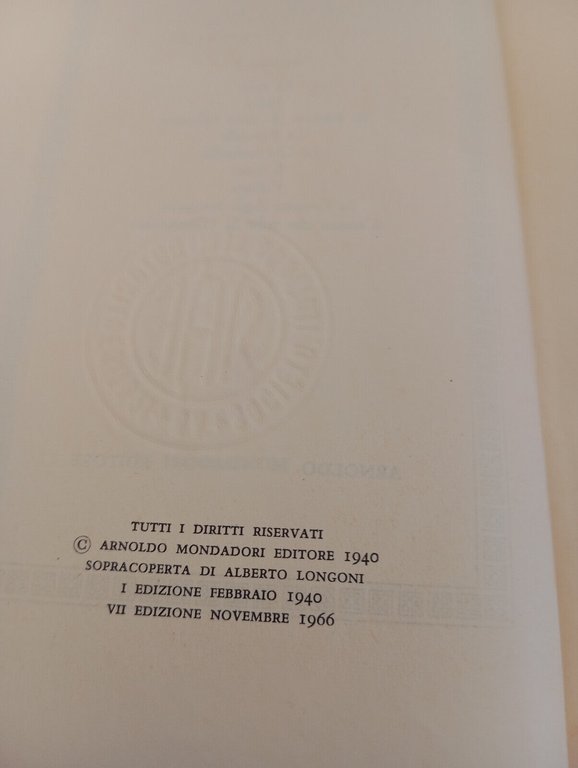 TUTTI I DIRITTI RISERVATI
© ARNOLDO MONDADORI EDITORE 1940
SOPRACOPERTA DI ALBERTO LONGONI
I EDIZIONE FEBBRAIO 1940
VII EDIZIONE NOVEMBRE 1966